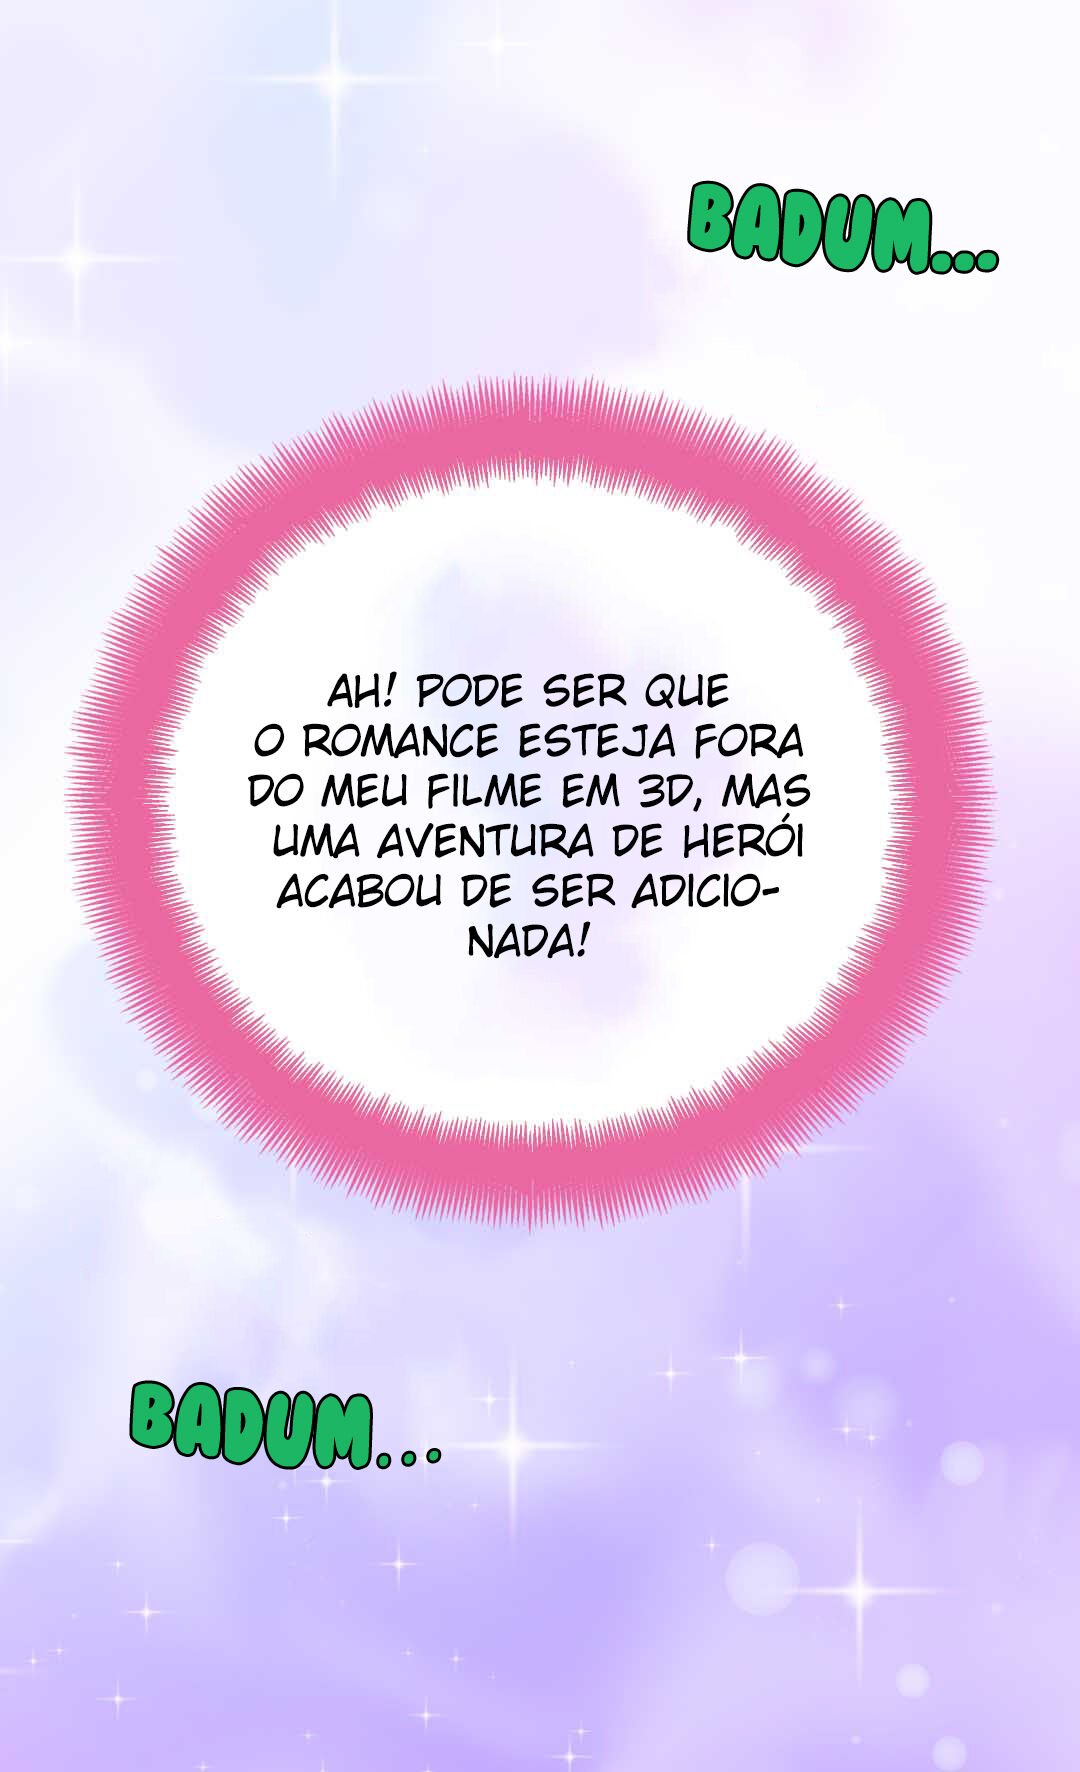 BADUM...
AH! PODE SER QUE
O ROMANCE ESTEJA FORA
DO MEU FILME EM 3D, MAS
UMA AVENTURA DE HERÓI
ACABOU DE SER ADICIO-
NADA!
BADUM...